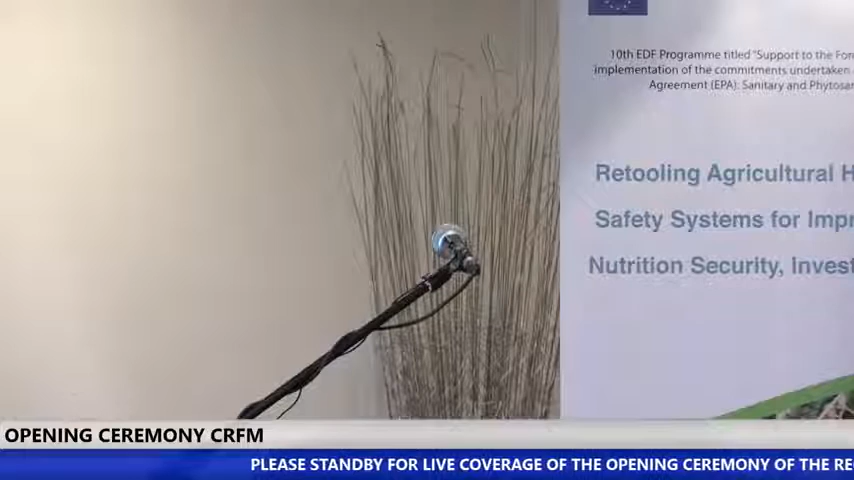 10th EDF Programme titled "Support to the For
implementation of the commitments undertaken
Agreement (EPA): Sanitary and Phytosan
Retooling Agricultural H
Safety Systems for Impr
Nutrition Security, Invest
OPENING CEREMONY CRFM
PLEASE STANDBY FOR LIVE COVERAGE OF THE OPENING CEREMONY OF THE RE